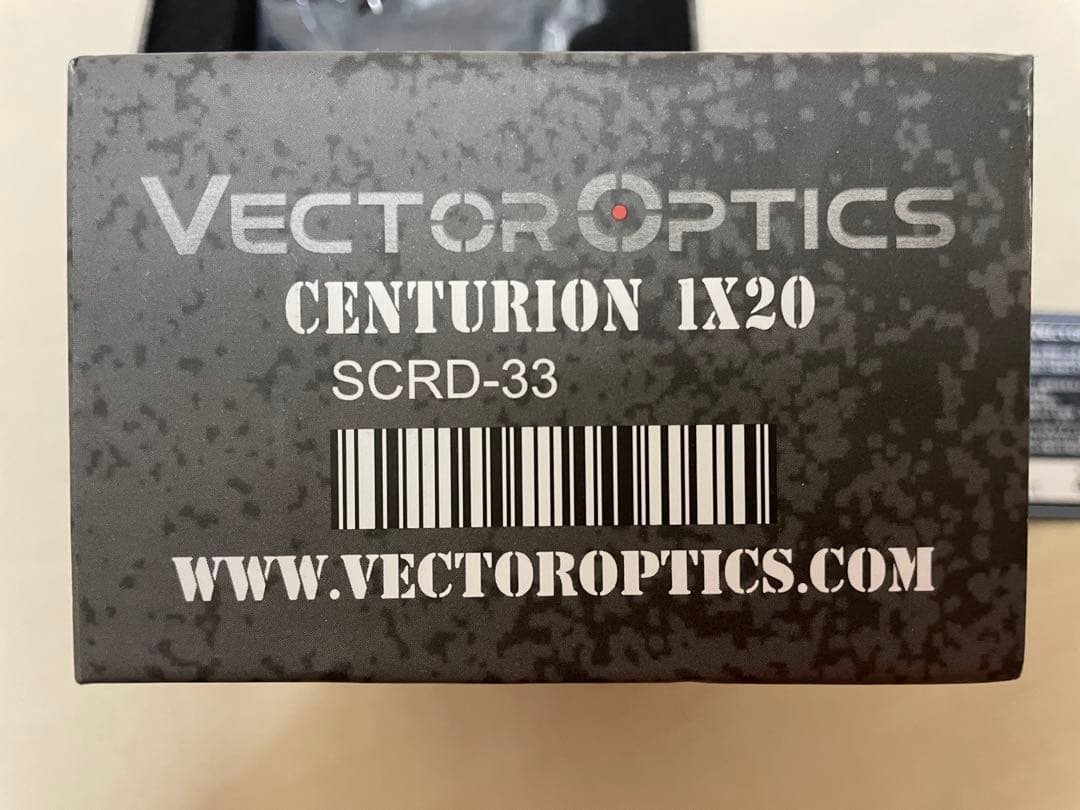 VECTOR OPTICS
CENTURION 1X20
SCRD-33
WWW.VECTOROPTICS.COM